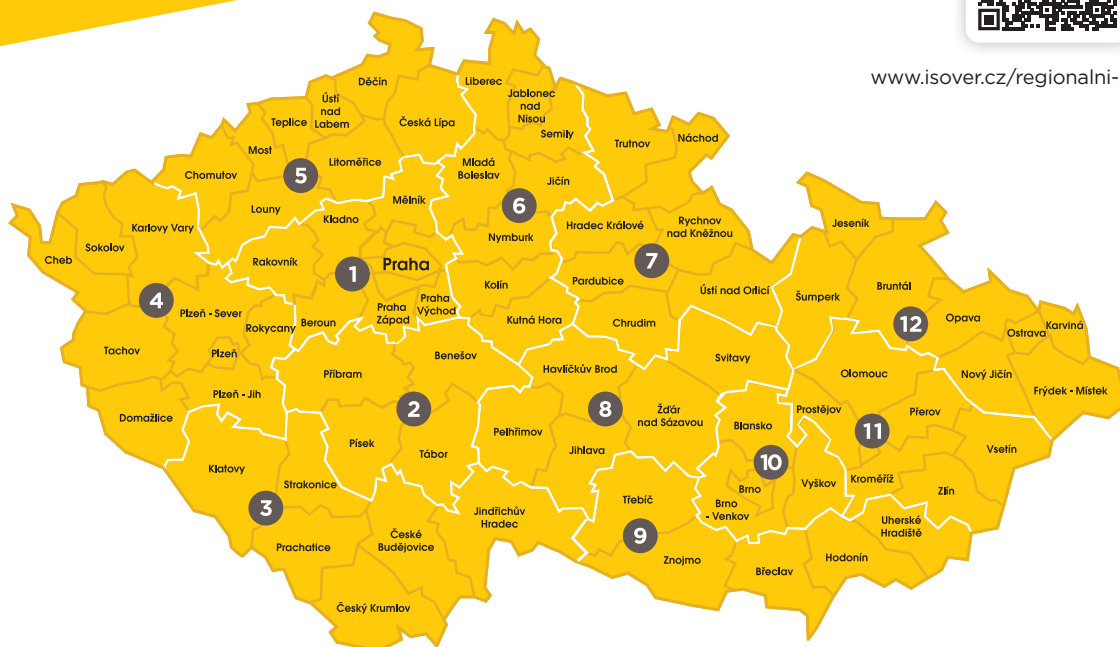 www.isover.cz/regionalni-
Děčín
Liberec
Ústí
nad
Labem
Jablonec
nad
Nisou
Teplice
Česká Lípa
Semily
Trutnov
Náchod
Most
Litoměřice
Mladá
Boleslav
Chomutov
5
Jičín
Mělník
6
Louny
Kladno
Hradec Králové
Rychnov
nad Kněžnou
Jeseník
Karlovy Vary
Nymburk
Sokolov
Cheb
Rakovník
1
Praha
7
Kolín
Pardubice
Ústí nad Orlicí
Šumperk
Bruntál
4
Plzeň - Sever
Praha
Západ
Praha
Východ
Rokycany
Beroun
Kutná Hora
Chrudim
12
Opava
Ostrava
Karviná
Tachov
Plzeň
Benešov
Svitavy
Příbram
Havlíčkův Brod
Olomouc
Nový Jičín
Frýdek - Místek
Plzeň - Jih
Domažlice
2
8
Žďár
nad Sázavou
Prostějov
Přerov
Blansko
11
Pelhřimov
Písek
Tábor
Jihlava
Vsetín
Klatovy
10
Strakonice
Brno
Vyškov
Kroměříž
Zlín
3
Jindřichův
Hradec
Třebíč
Brno
- Venkov
Uherské
Hradiště
České
Budějovice
9
Prachatice
Znojmo
Břeclav
Hodonín
Český Krumlov